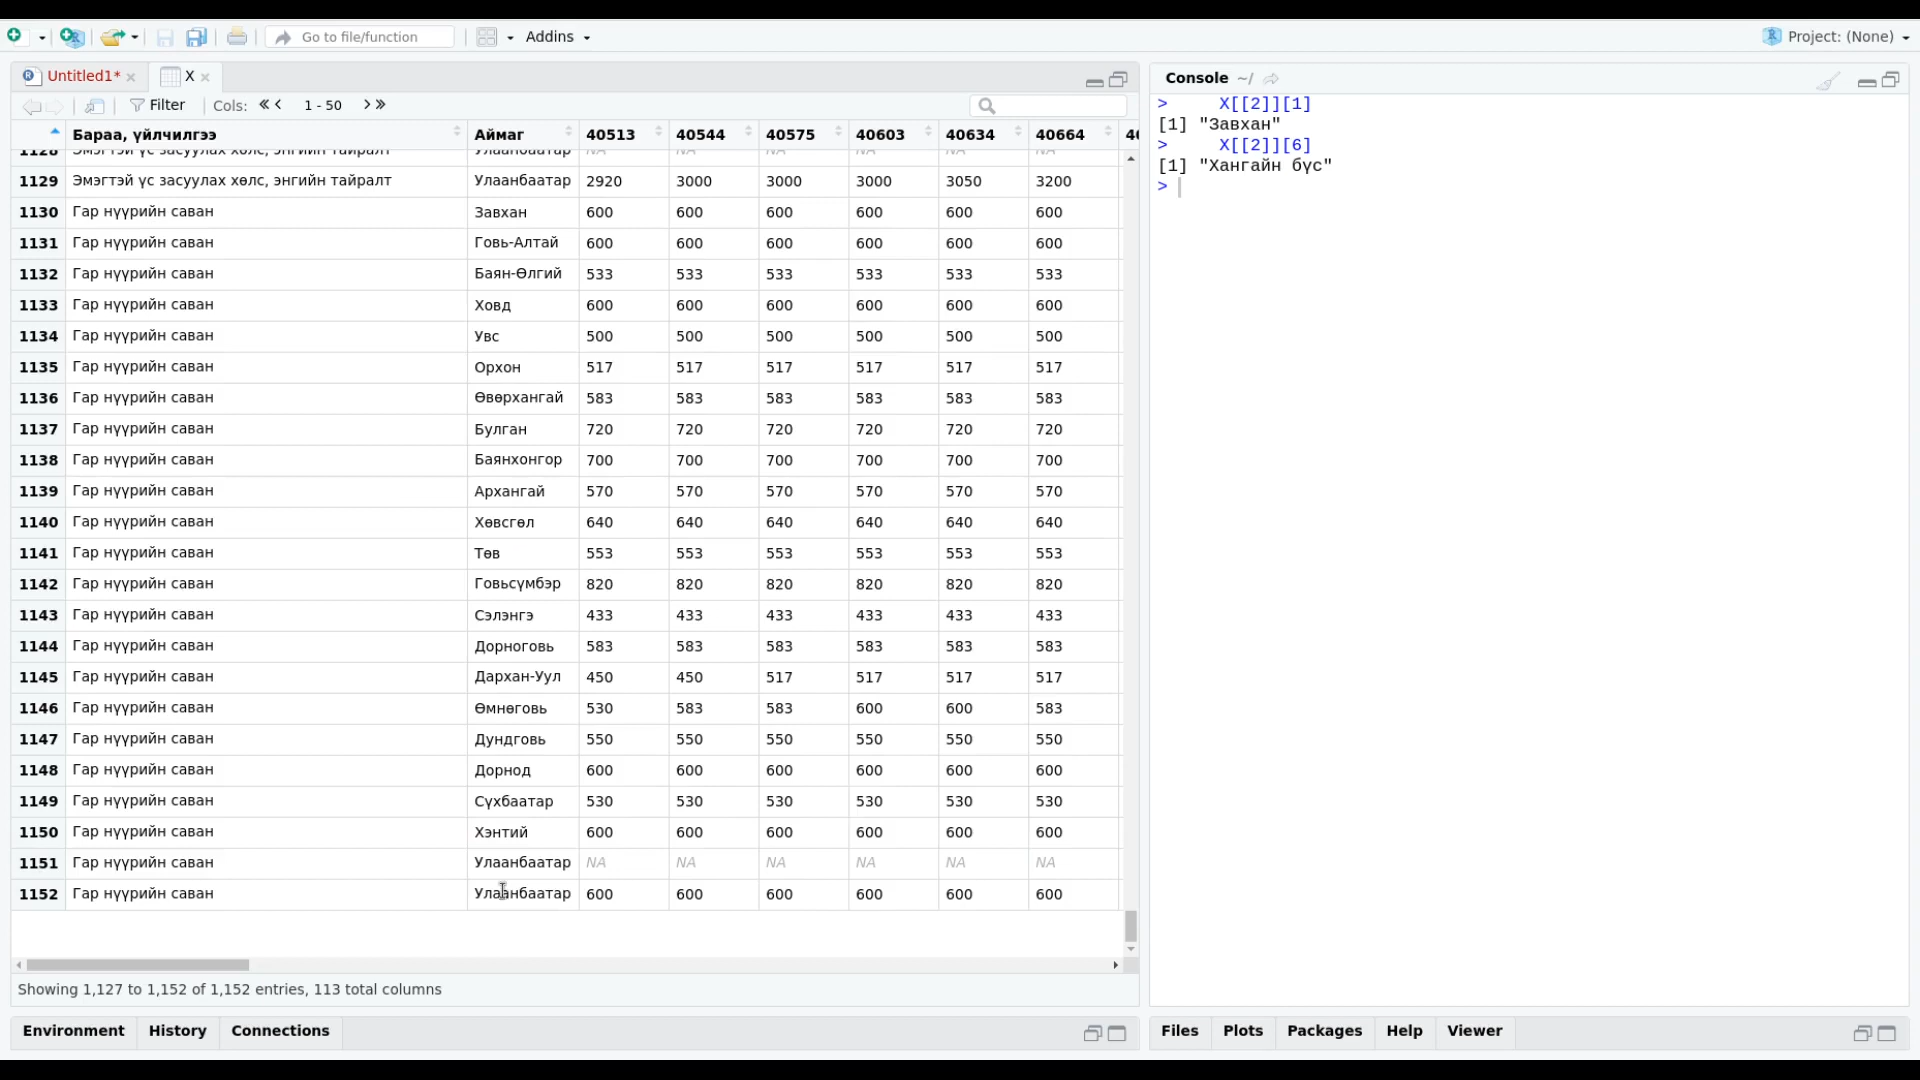 Go to file/function
Addins
Project: (None)
Untitled1*
X
Filter
Cols:
1 - 50
Бараа, үйлчилгээ Аймаг 40513 40544 40575 40603 40634 40664 40
1128 Эмэгтэй үс засуулах хөлс, энгийн тайралт Улаанбаатар NA NA NA NA NA NA
1129 Эмэгтэй үс засуулах хөлс, энгийн тайралт Улаанбаатар 2920 3000 3000 3000 3050 3200
1130 Гар нүүрийн саван Завхан 600 600 600 600 600 600
1131 Гар нүүрийн саван Говь-Алтай 600 600 600 600 600 600
1132 Гар нүүрийн саван Баян-Өлгий 533 533 533 533 533 533
1133 Гар нүүрийн саван Ховд 600 600 600 600 600 600
1134 Гар нүүрийн саван Увс 500 500 500 500 500 500
1135 Гар нүүрийн саван Орхон 517 517 517 517 517 517
1136 Гар нүүрийн саван Өвөрхангай 583 583 583 583 583 583
1137 Гар нүүрийн саван Булган 720 720 720 720 720 720
1138 Гар нүүрийн саван Баянхонгор 700 700 700 700 700 700
1139 Гар нүүрийн саван Архангай 570 570 570 570 570 570
1140 Гар нүүрийн саван Хөвсгөл 640 640 640 640 640 640
1141 Гар нүүрийн саван Төв 553 553 553 553 553 553
1142 Гар нүүрийн саван Говьсүмбэр 820 820 820 820 820 820
1143 Гар нүүрийн саван Сэлэнгэ 433 433 433 433 433 433
1144 Гар нүүрийн саван Дорноговь 583 583 583 583 583 583
1145 Гар нүүрийн саван Дархан-Уул 450 450 517 517 517 517
1146 Гар нүүрийн саван Өмнөговь 530 583 583 600 600 583
1147 Гар нүүрийн саван Дундговь 550 550 550 550 550 550
1148 Гар нүүрийн саван Дорнод 600 600 600 600 600 600
1149 Гар нүүрийн саван Сүхбаатар 530 530 530 530 530 530
1150 Гар нүүрийн саван Хэнтий 600 600 600 600 600 600
1151 Гар нүүрийн саван Улаанбаатар NA NA NA NA NA NA
1152 Гар нүүрийн саван Улаанбаатар 600 600 600 600 600 600
Showing 1,127 to 1,152 of 1,152 entries, 113 total columns
Environment History Connections
Console ~/
> X[[2]][1]
[1] "Завхан"
> X[[2]][6]
[1] "Хангайн бүс"
>
Files Plots Packages Help Viewer